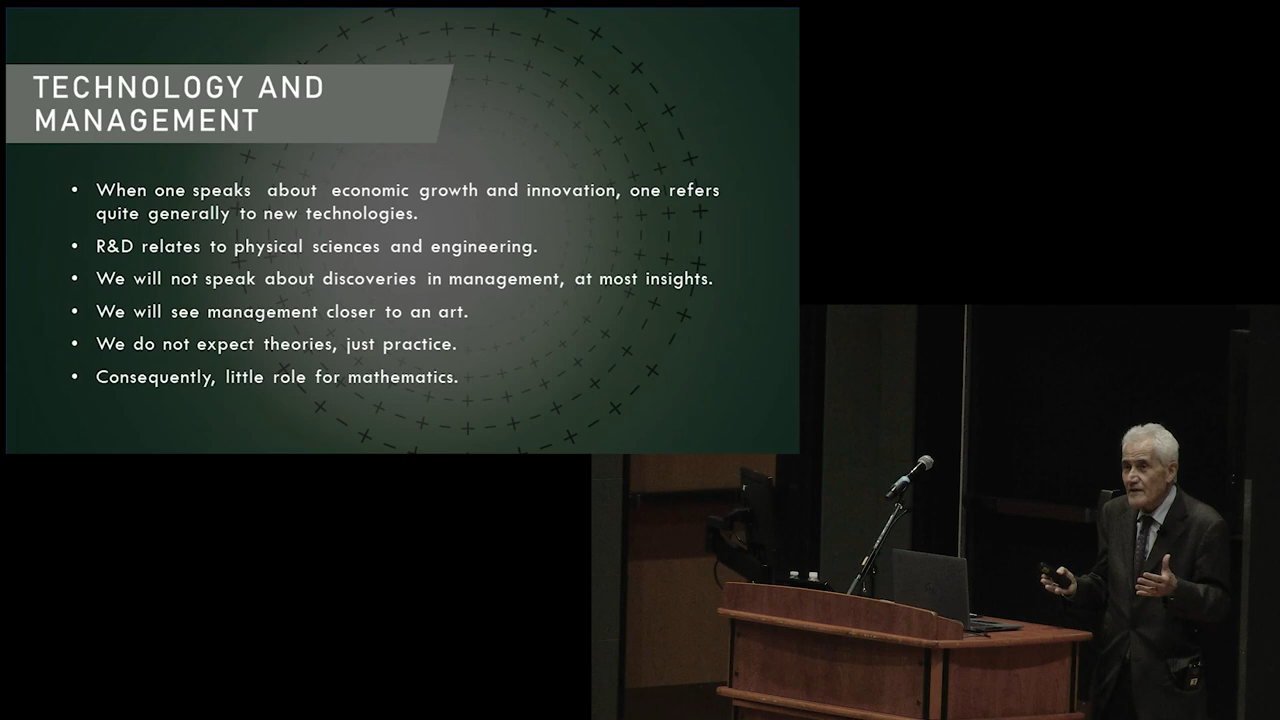 TECHNOLOGY AND
MANAGEMENT
• When one speaks about economic growth and innovation, one refers
quite generally to new technologies.
• R&D relates to physical sciences and engineering.
• We will not speak about discoveries in management, at most insights.
• We will see management closer to an art.
• We do not expect theories, just practice.
• Consequently, little role for mathematics.